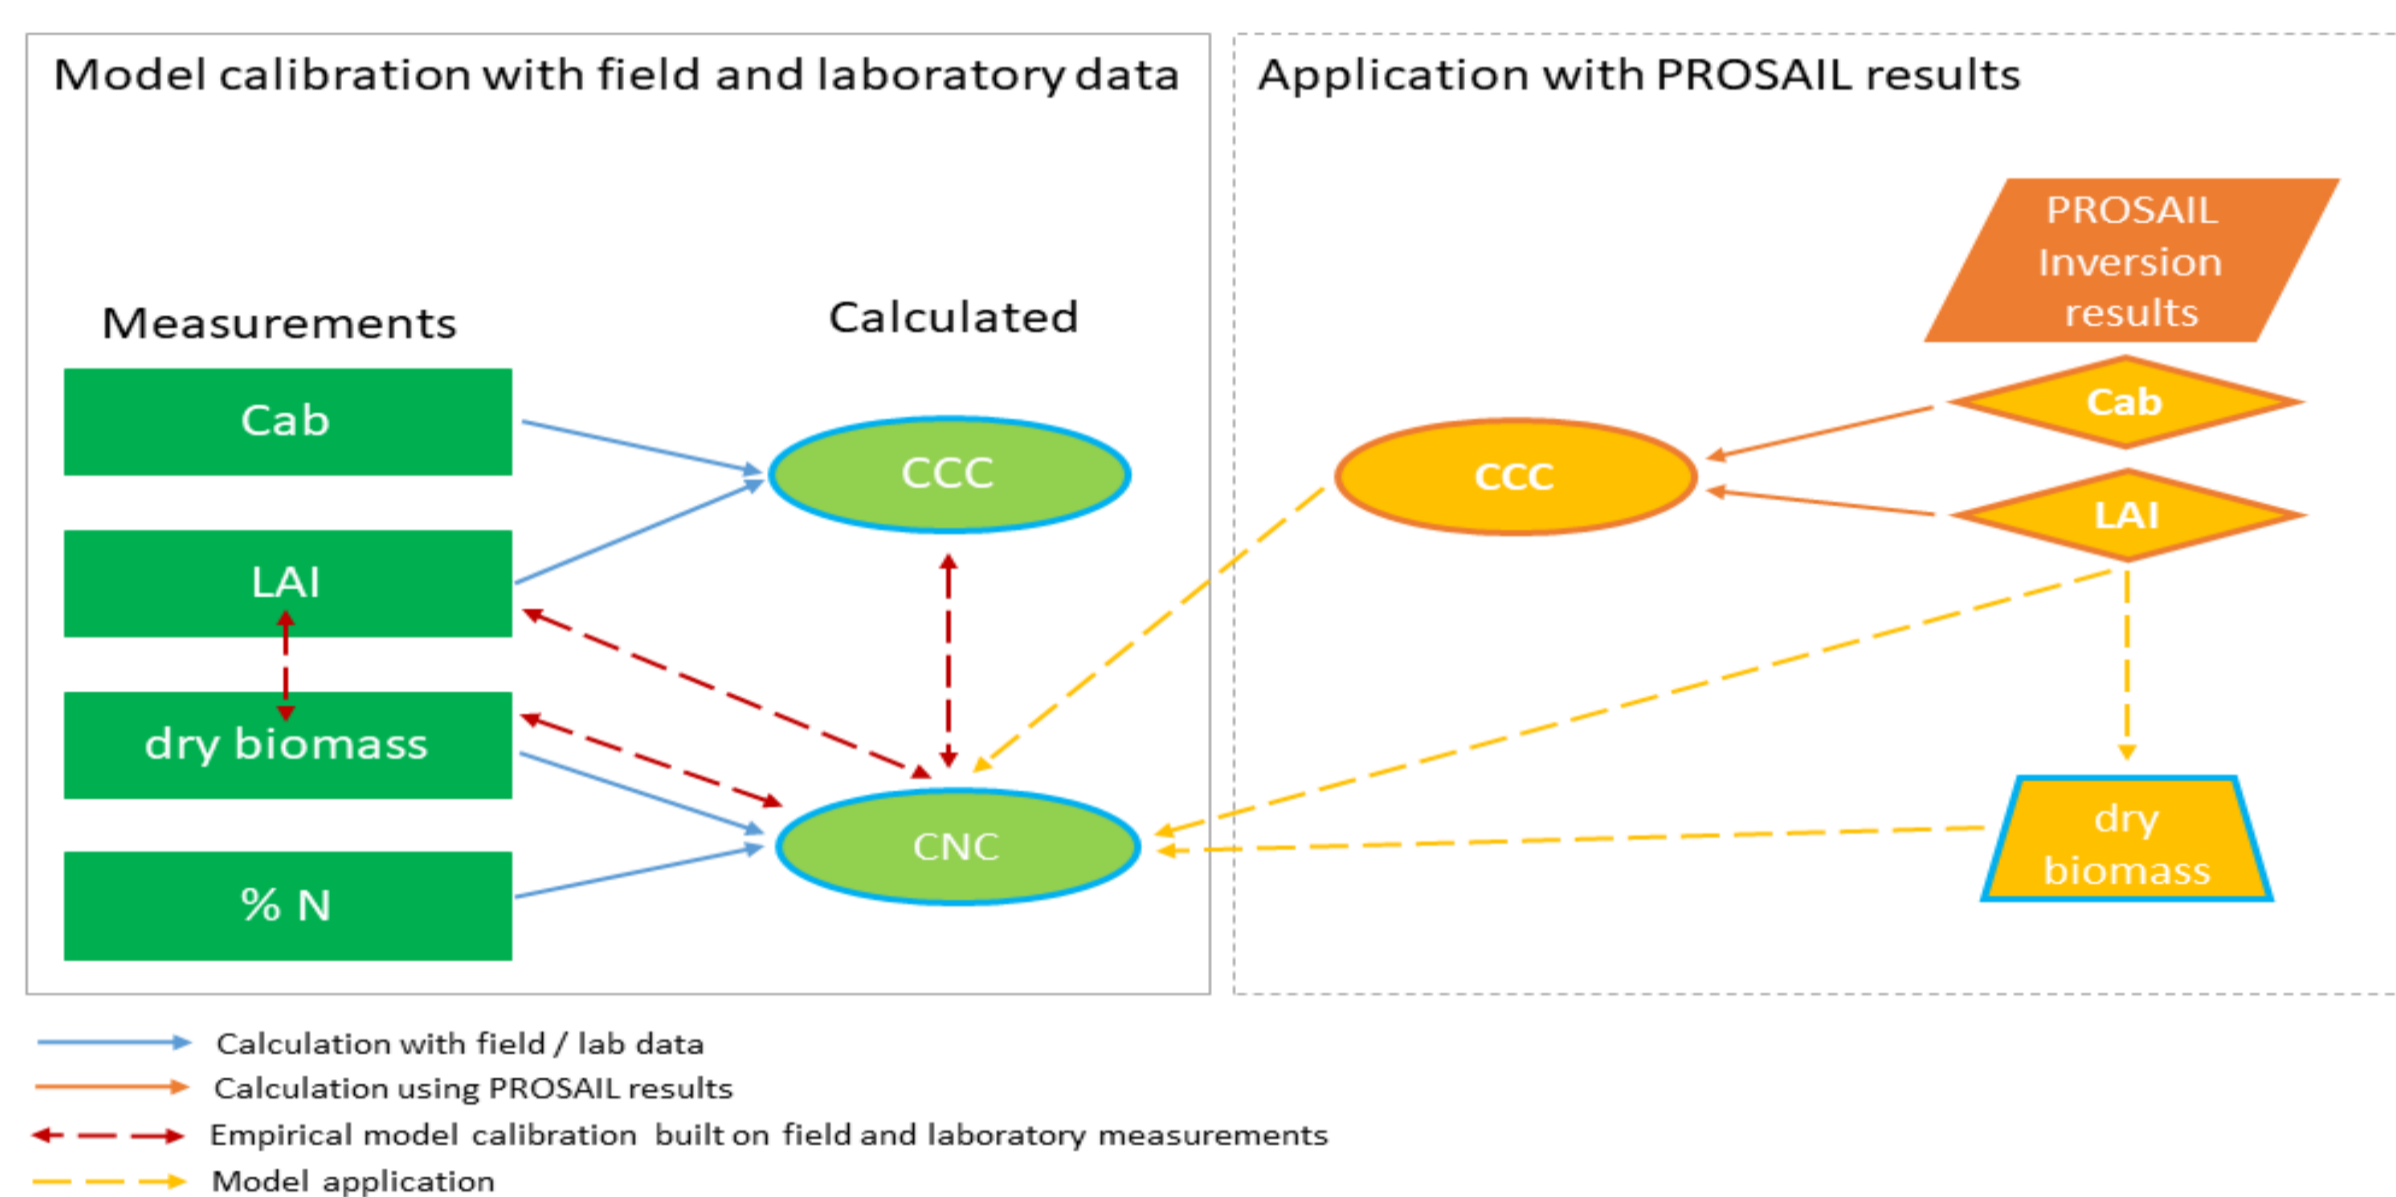 Model calibration with field and laboratory data
Application with PROSAIL results
Measurements
Calculated
Cab
LAI
dry biomass
% N
CCC
CNC
CCC
PROSAIL
Inversion
results
Cab
LAI
dry
biomass
Calculation with field / lab data
Calculation using PROSAIL results
Empirical model calibration built on field and laboratory measurements
Model application